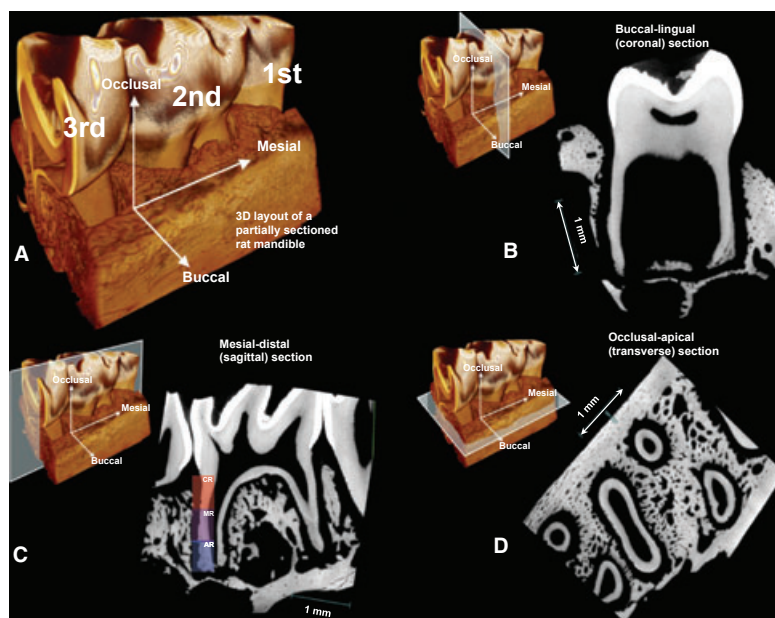 Occlusal
1st
2nd
3rd
Mesial
3D layout of a
partially sectioned
rat mandible
Buccal
A
Buccal-lingual
(coronal) section
Occlusal
Mesial
Buccal
1 mm
B
Mesial-distal
(sagittal) section
Occlusal
Mesial
Buccal
CR
MR
AR
1 mm
C
Occlusal-apical
(transverse) section
Occlusal
Mesial
Buccal
1 mm
D